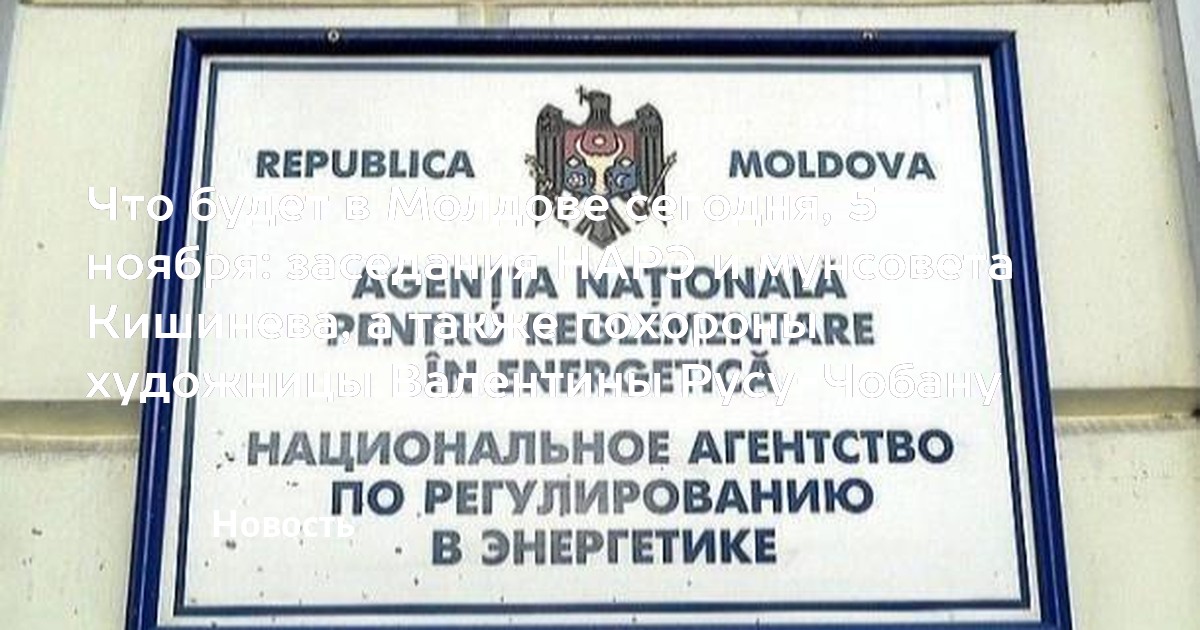 REPUBLICA MOLDOVA
Что будет в Молдове сегодня, 5
ноября: заседания НАРЭ и мунсовета
Кишинева, а также похороны
художницы Валентины Русу Чобану
AGENȚIA NAȚIONALĂ
PENTRU REGLEMENTARE
ÎN ENERGETICĂ
НАЦИОНАЛЬНОЕ АГЕНТСТВО
ПО РЕГУЛИРОВАНИЮ
В ЭНЕРГЕТИКЕ
Новость